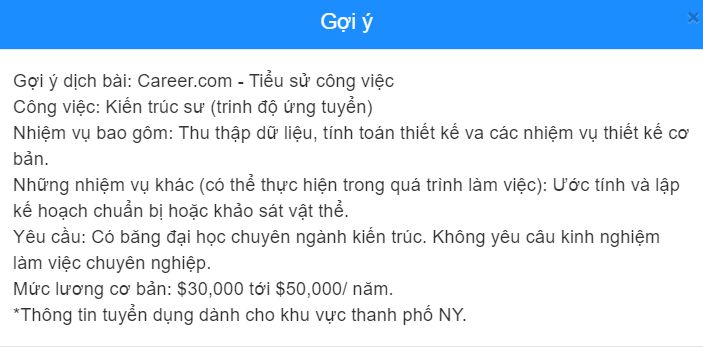 Gợi ý
Gợi ý dịch bài: Career.com - Tiểu sử công việc
Công việc: Kiến trúc sư (trinh độ ứng tuyển)
Nhiệm vụ bao gôm: Thu thập dữ liệu, tính toán thiết kế va các nhiệm vụ thiết kế cơ
bản.
Những nhiệm vụ khác (có thể thực hiện trong quá trình làm việc): Ước tính và lập
kế hoạch chuẩn bị hoặc khảo sát vật thể.
Yêu cầu: Có băng đại học chuyên ngành kiến trúc. Không yêu câu kinh nghiệm
làm việc chuyên nghiệp.
Mức lương cơ bản: $30,000 tới $50,000/ năm.
*Thông tin tuyển dụng dành cho khu vực thanh phố NY.